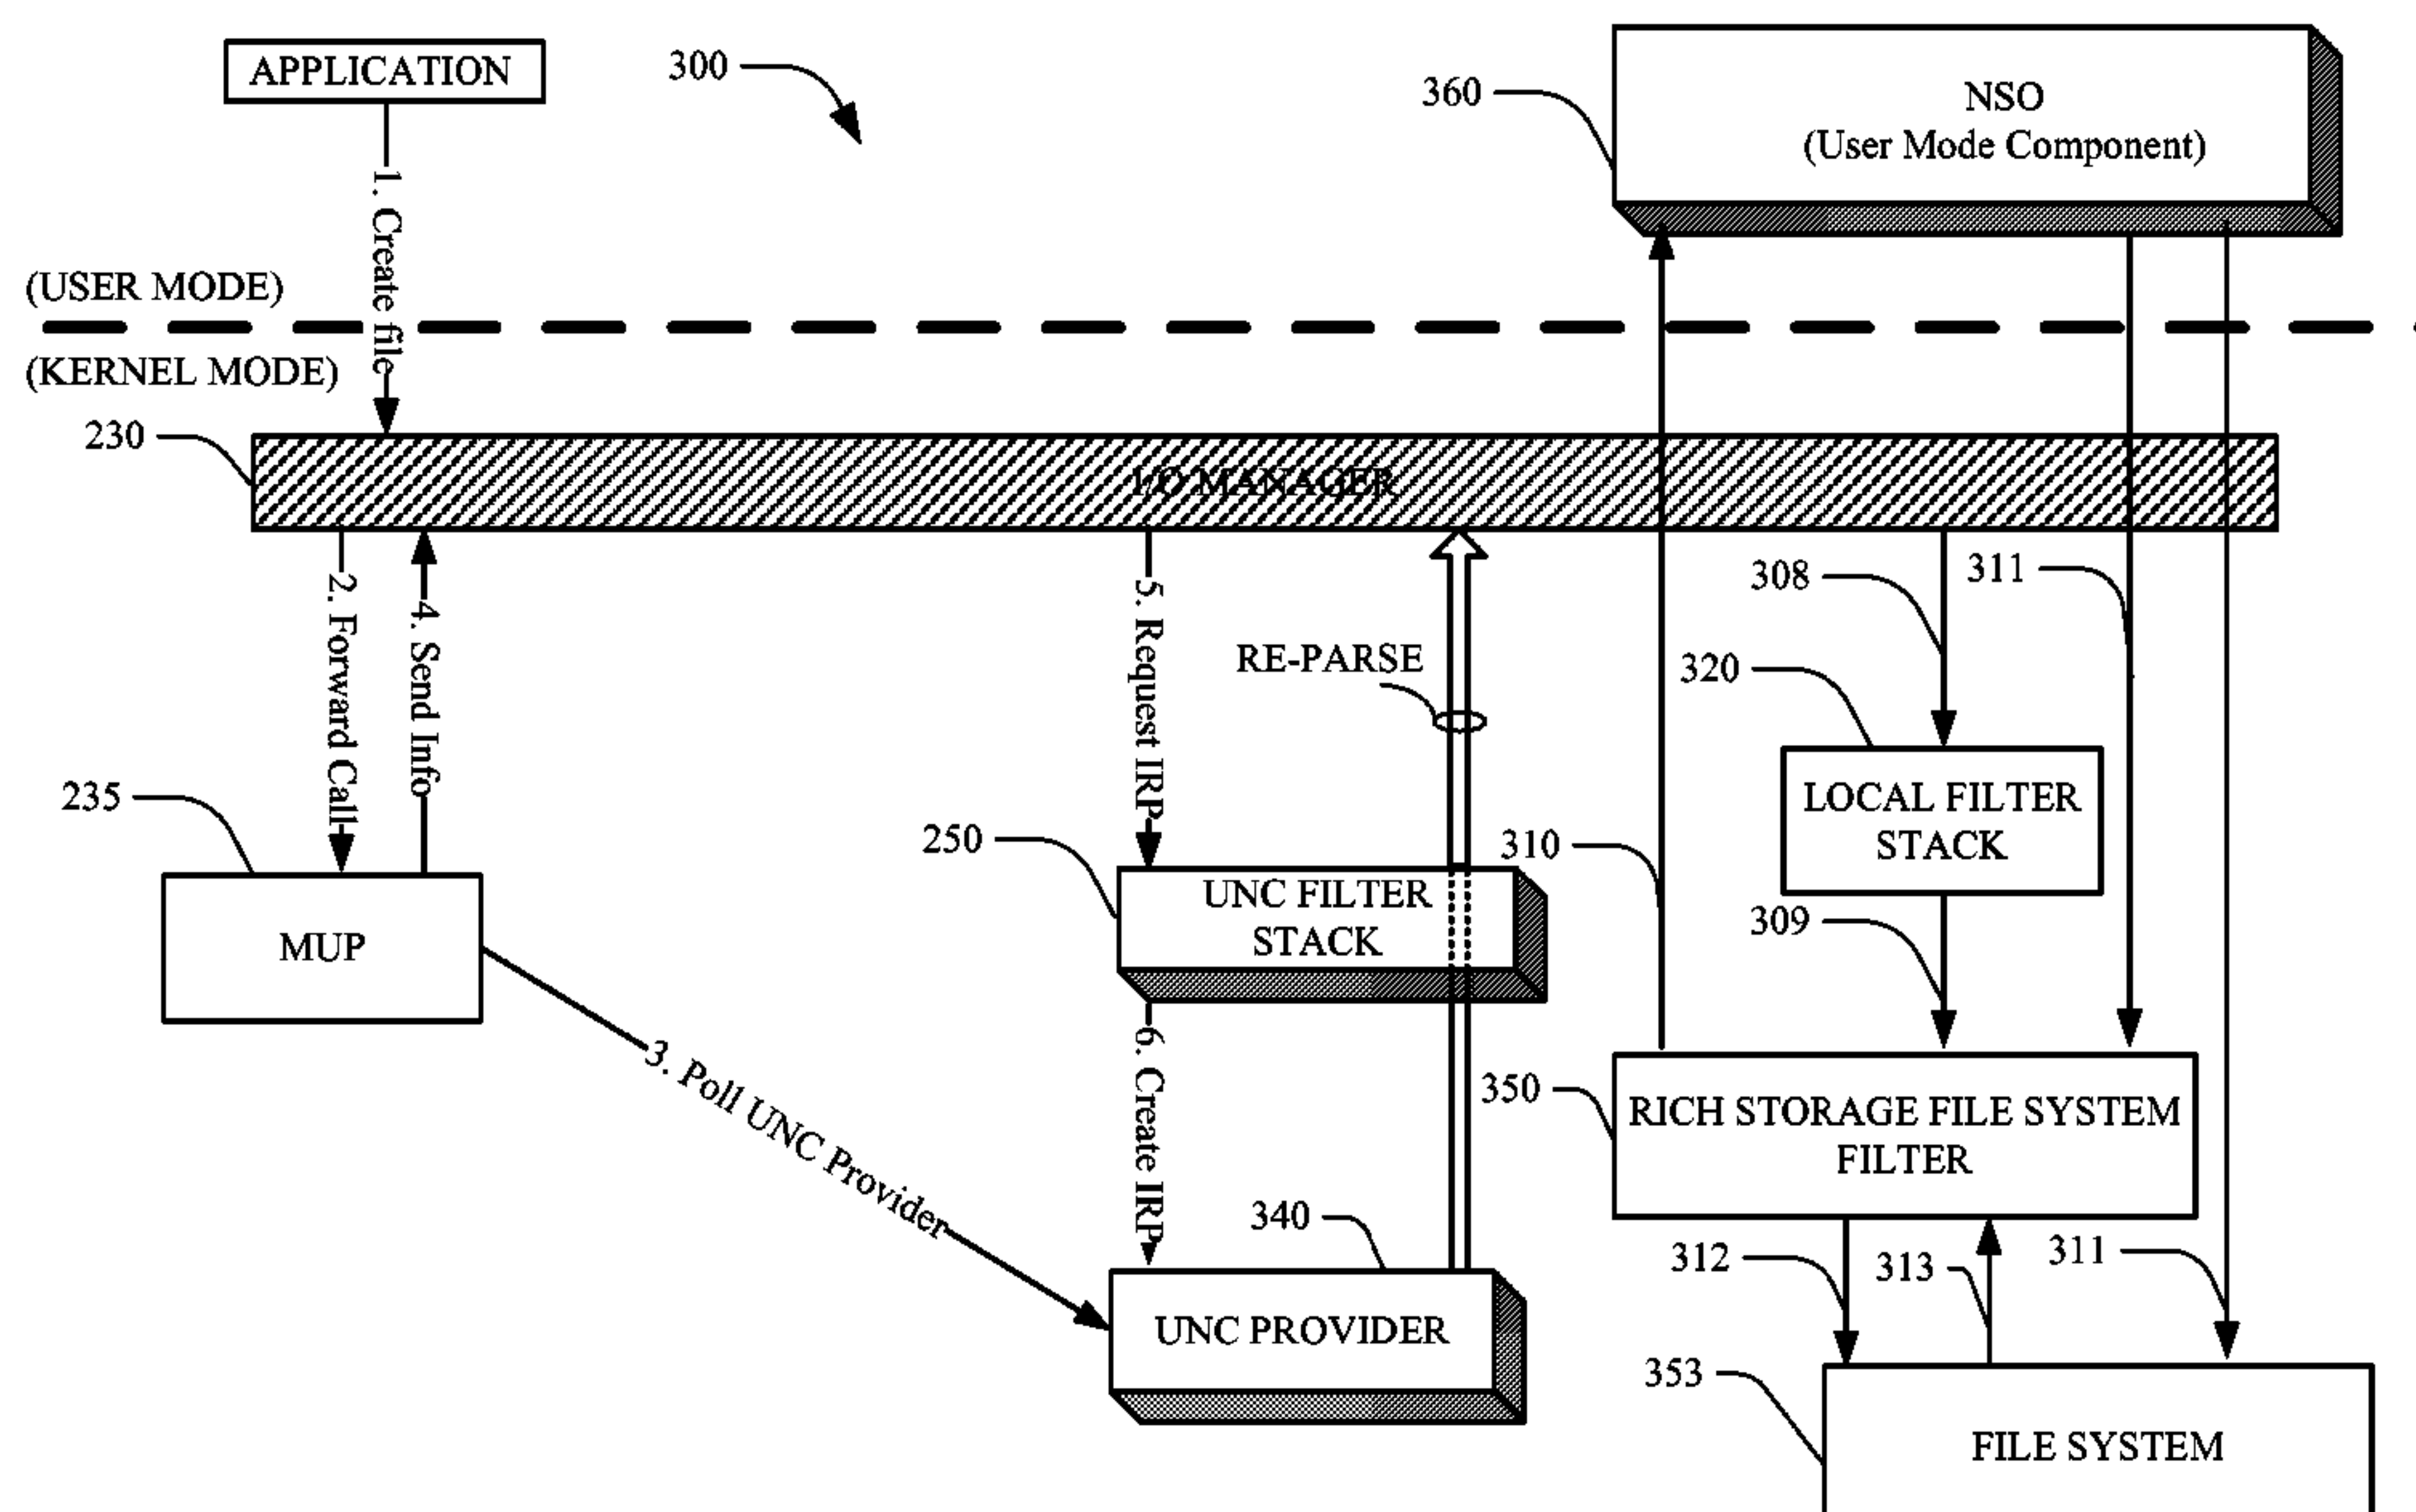 APPLICATION
300
360
NSO
(User Mode Component)
1. Create file
(USER MODE)
(KERNEL MODE)
230
I/O MANAGER
2. Forward Call
4. Send Info
5. Request IRP
RE-PARSE
308
311
320
LOCAL FILTER
STACK
235
MUP
250
UNC FILTER
STACK
310
309
3. Poll UNC Provider
6. Create IRP
350
RICH STORAGE FILE SYSTEM
FILTER
340
UNC PROVIDER
312
313
311
353
FILE SYSTEM